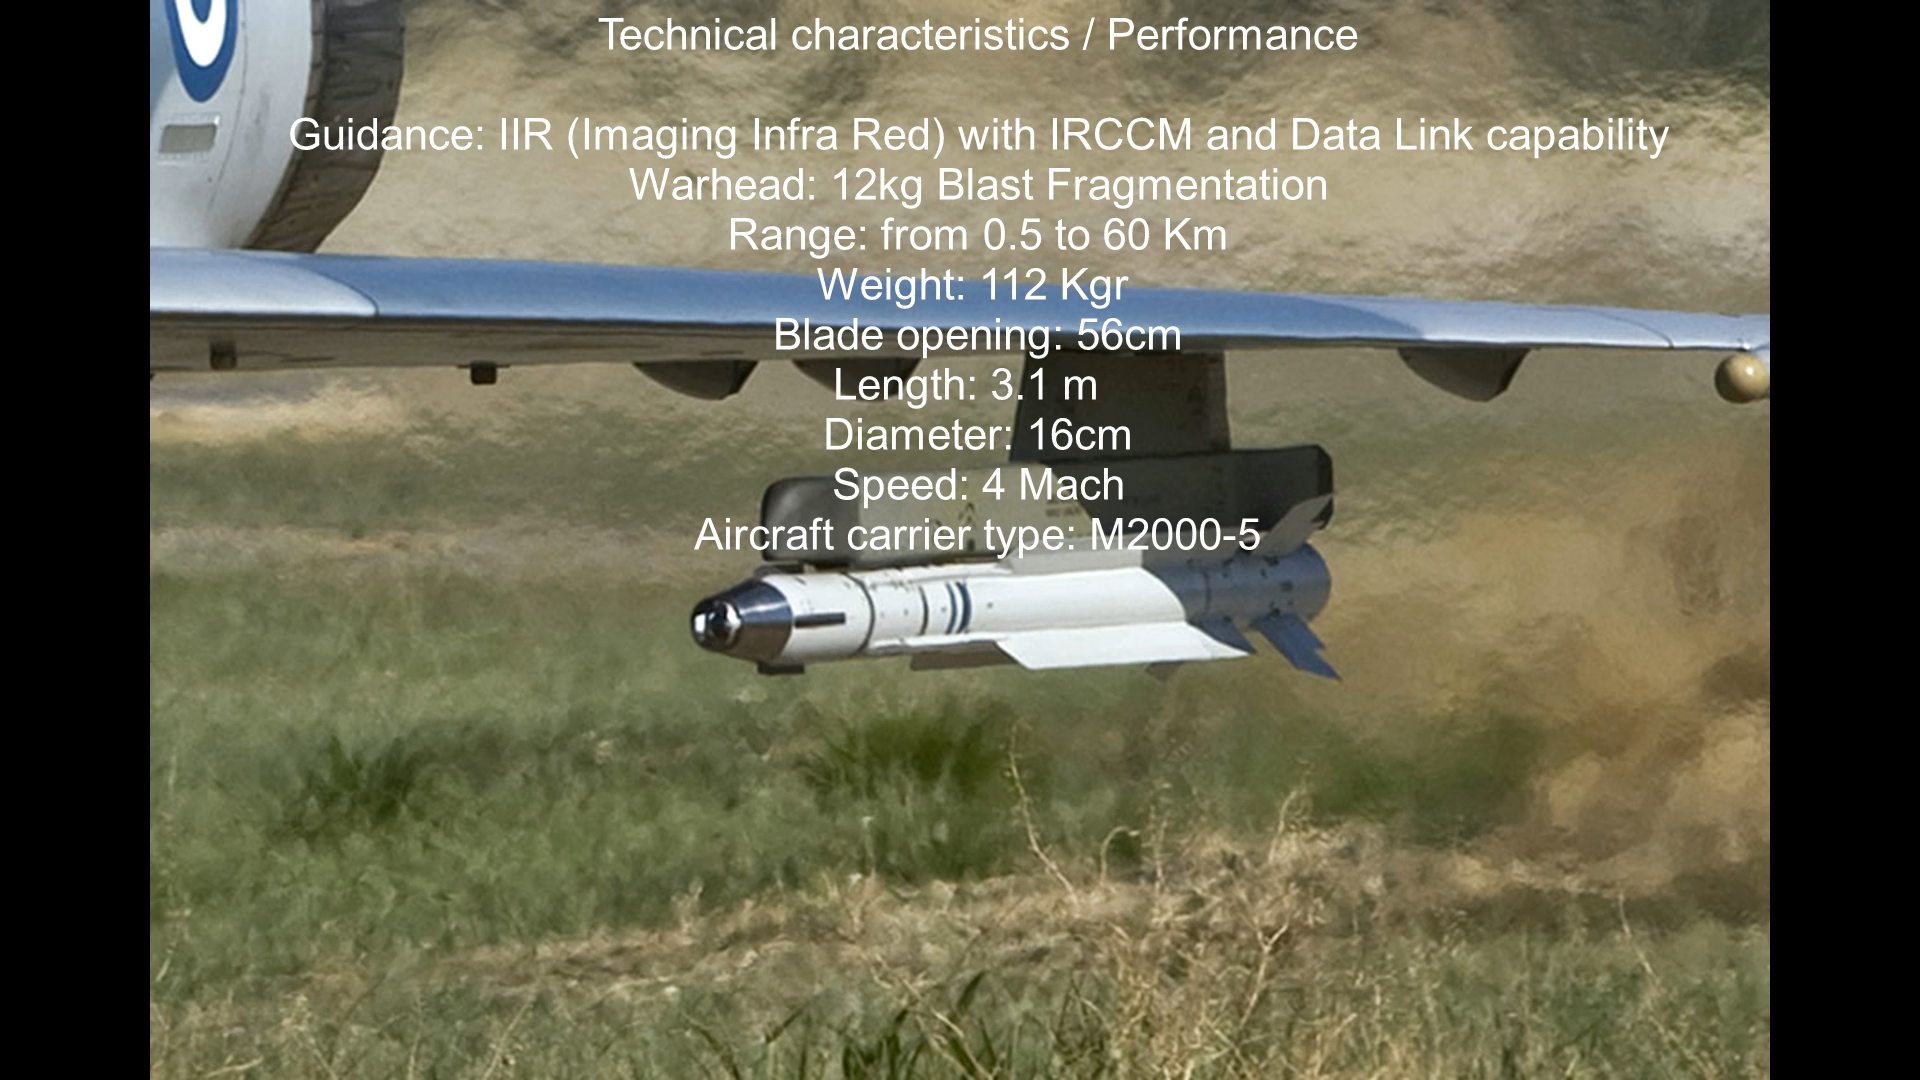 Technical characteristics / Performance
Guidance: IIR (Imaging Infra Red) with IRCCM and Data Link capability
Warhead: 12kg Blast Fragmentation
Range: from 0.5 to 60 Km
Weight: 112 Kgr
Blade opening: 56cm
Length: 3.1 m
Diameter: 16cm
Speed: 4 Mach
Aircraft carrier type: M2000-5